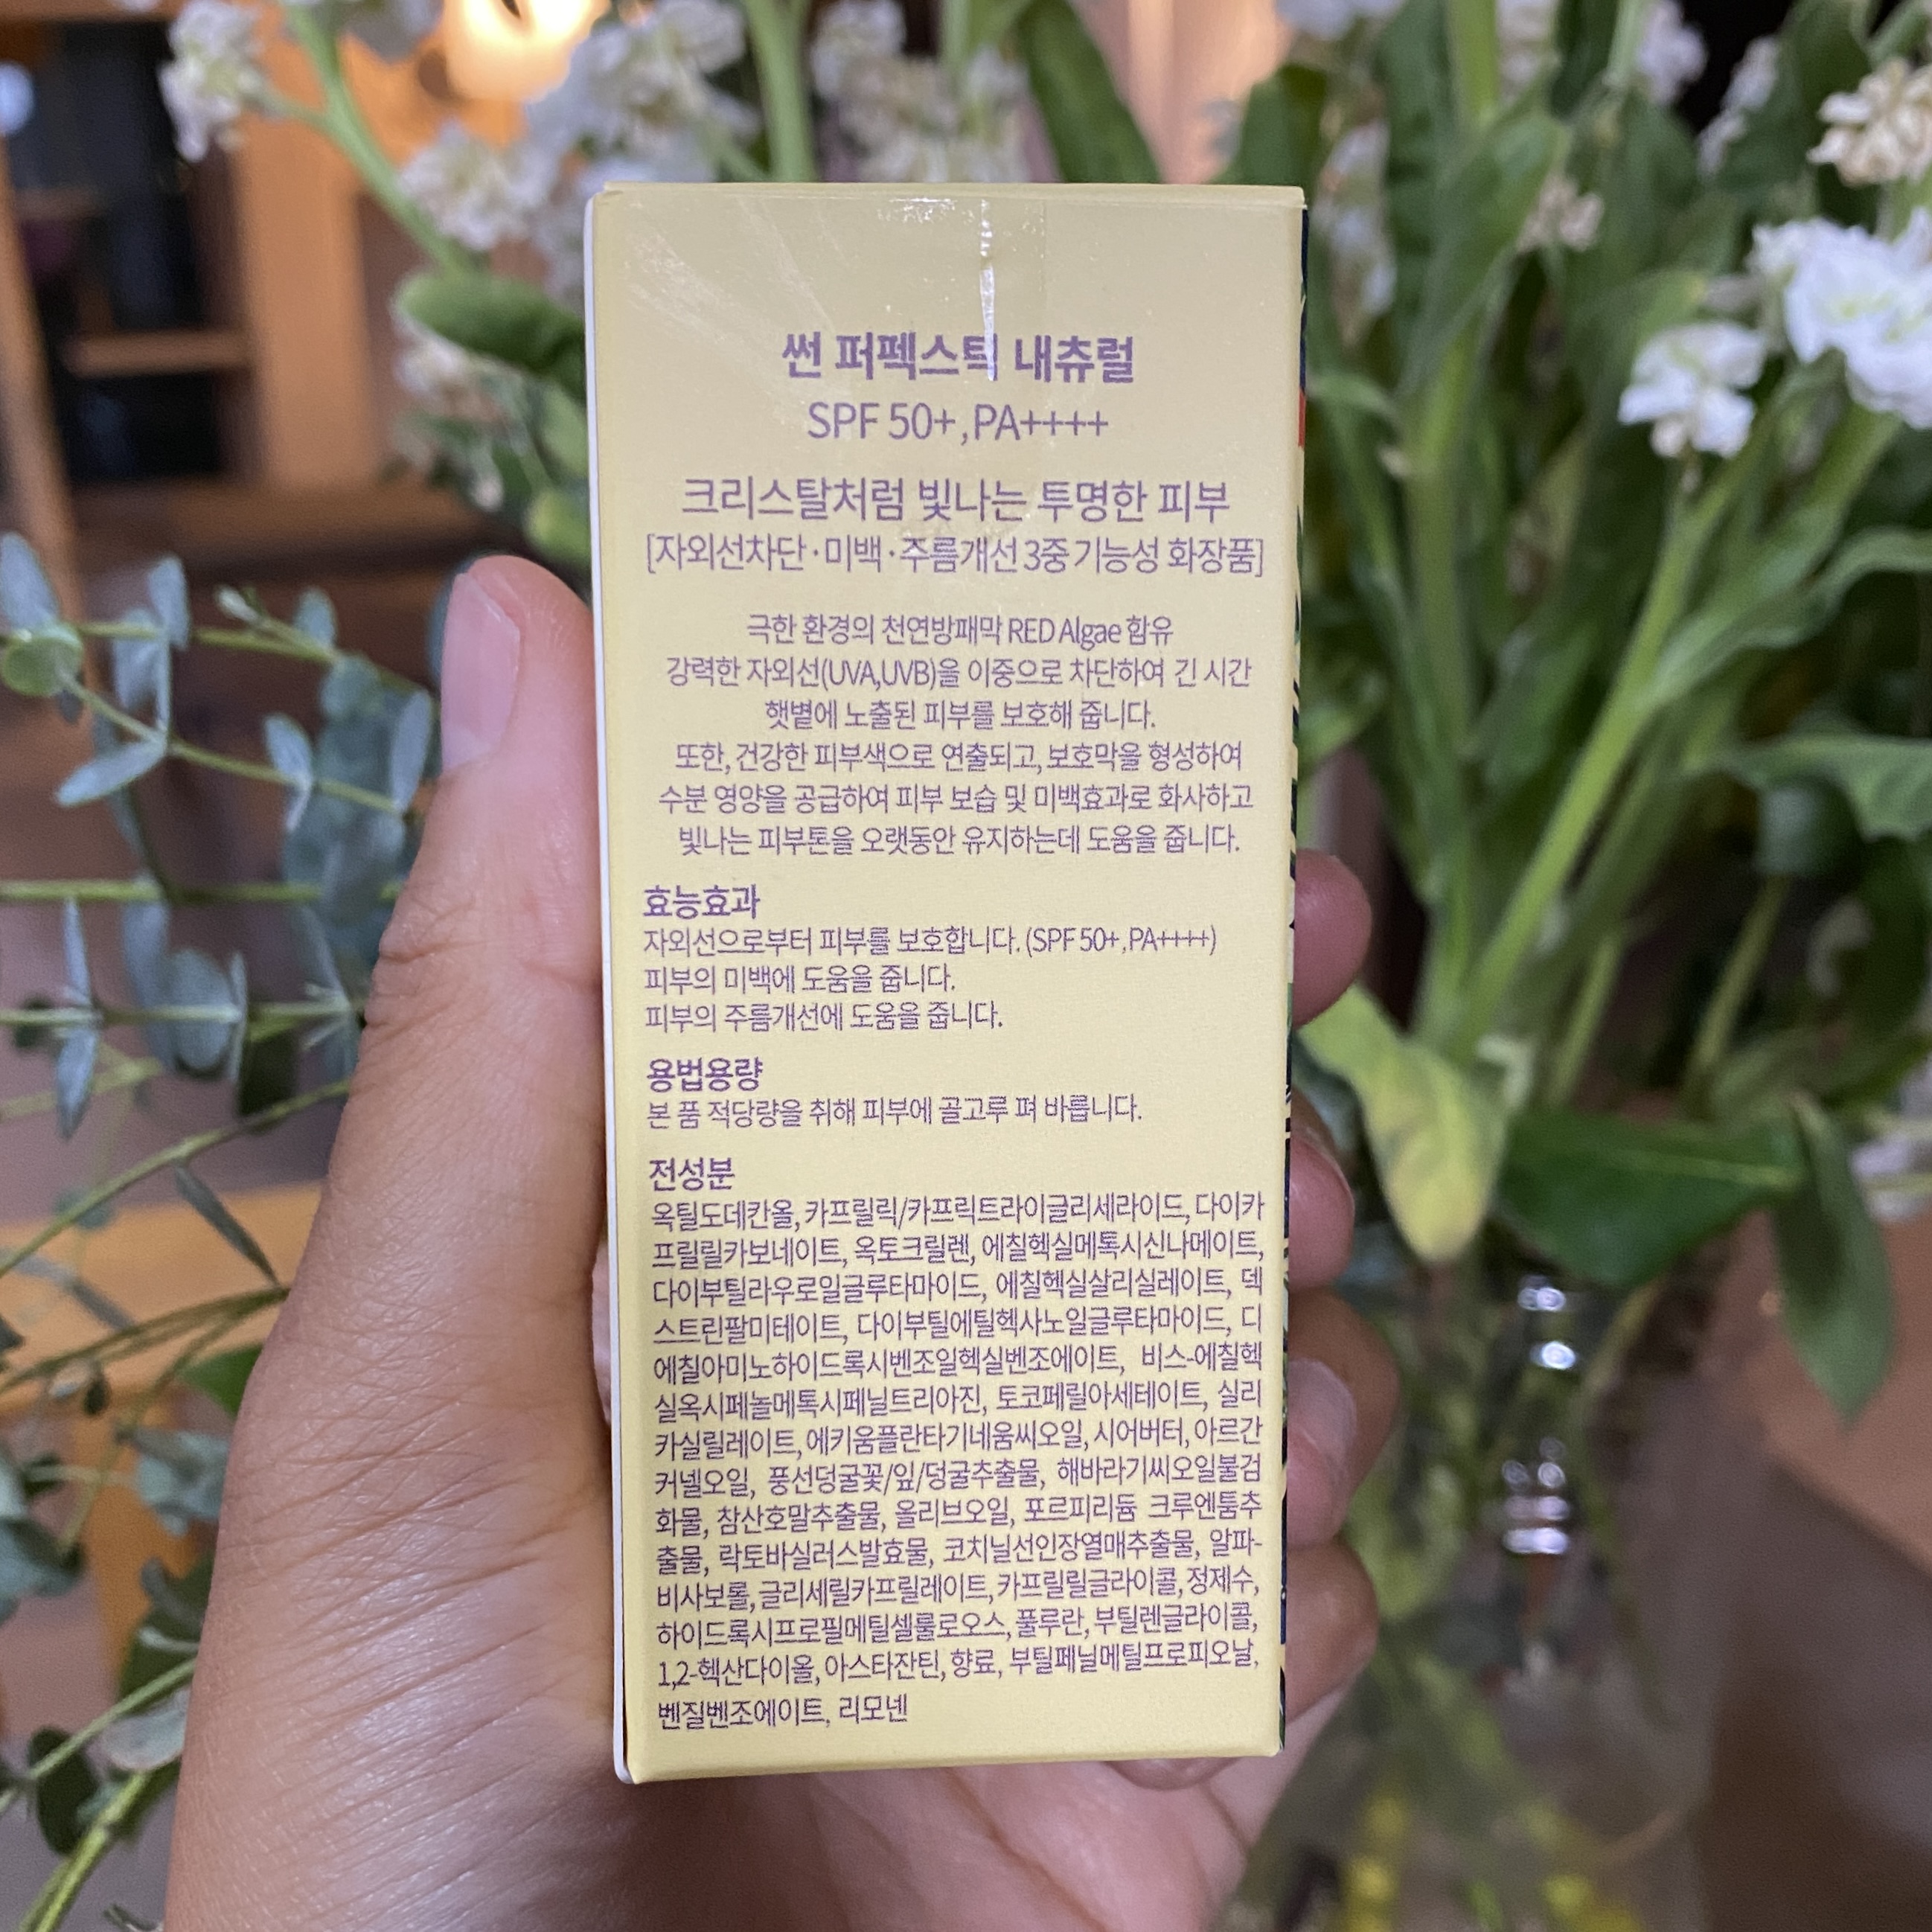 썬 퍼펙스틱 내츄럴
SPF 50+,PA++++
크리스탈처럼 빛나는 투명한 피부
[자외선차단·미백·주름개선 3중 기능성 화장품]
극한 환경의 천연방패막 RED Algae 함유
강력한 자외선(UVA,UVB)을 이중으로 차단하여 긴 시간
햇볕에 노출된 피부를 보호해 줍니다.
또한, 건강한 피부색으로 연출되고, 보호막을 형성하여
수분 영양을 공급하여 피부 보습 및 미백효과로 화사하고
빛나는 피부톤을 오랫동안 유지하는데 도움을 줍니다.
효능효과
자외선으로부터 피부를 보호합니다. (SPF 50+,PA++++)
피부의 미백에 도움을 줍니다.
피부의 주름개선에 도움을 줍니다.
용법용량
본 품 적당량을 취해 피부에 골고루 펴 바릅니다.
전성분
옥틸도데칸올, 카프릴릭/카프릭트라이글리세라이드, 다이카
프릴릴카보네이트, 옥토크릴렌, 에칠헥실메톡시신나메이트,
다이부틸라우로일글루타마이드, 에칠헥실살리실레이트, 덱
스트린팔미테이트, 다이부틸에틸헥사노일글루타마이드, 디
에칠아미노하이드록시벤조일헥실벤조에이트, 비스-에칠헥
실옥시페놀메톡시페닐트리아진, 토코페릴아세테이트, 실리
카실릴레이트, 에키움플란타기네움씨오일, 시어버터, 아르간
커넬오일, 풍선덩굴꽃/잎/덩굴추출물, 해바라기씨오일불검
화물, 참산호말추출물, 올리브오일, 포르피리듐 크루엔툼추
출물, 락토바실러스발효물, 코치닐선인장열매추출물, 알파-
비사보롤, 글리세릴카프릴레이트, 카프릴릴글라이콜, 정제수,
하이드록시프로필메틸셀룰로오스, 풀루란, 부틸렌글라이콜,
1,2-헥산다이올, 아스타잔틴, 향료, 부틸페닐메틸프로피오날,
벤질벤조에이트, 리모넨